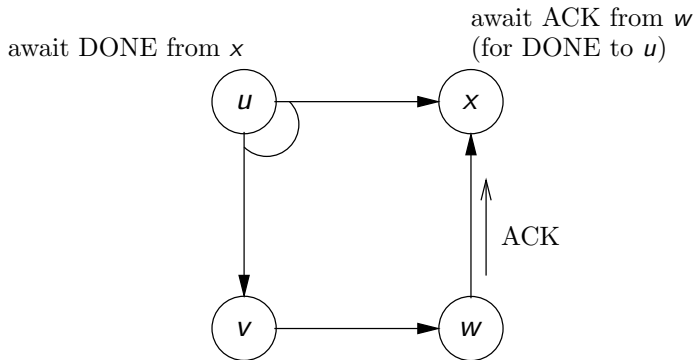 await ACK from w
(for DONE to u)
await DONE from x
u
x
ACK
v
w